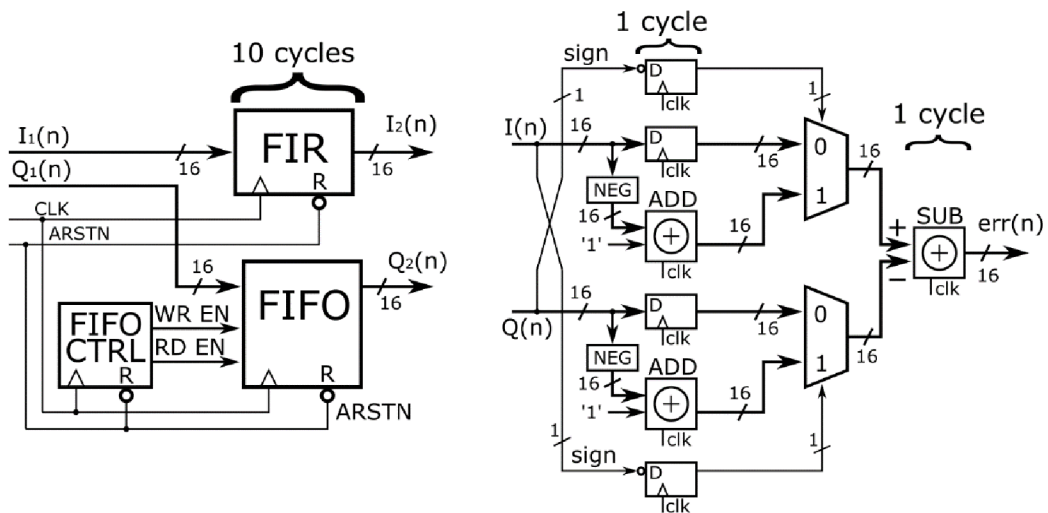 10 cycles
I₁(n)
16
FIR
R
I₂(n)
16
Q₁(n)
CLK
ARSTN
16
FIFO
R
Q₂(n)
16
FIFO
CTRL
R
WR EN
RD EN
ARSTN
1 cycle
sign
1
D
clk
1
I(n)
16
D
clk
16
NEG
16
'1'
ADD
+
clk
16
0
1
16
1 cycle
+
−
SUB
+
clk
err(n)
16
Q(n)
16
D
clk
16
NEG
16
'1'
ADD
+
clk
16
0
1
16
1
sign
D
clk
1